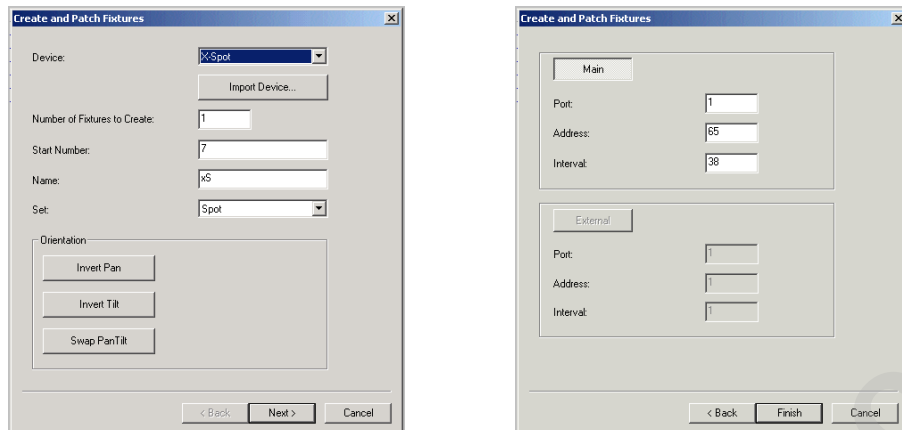 Create and Patch Fixtures
Device:
X-Spot
Import Device...
Number of Fixtures to Create:
1
Start Number:
7
Name:
xS
Set:
Spot
Orientation
Invert Pan
Invert Tilt
Swap PanTilt
< Back
Next >
Cancel
Create and Patch Fixtures
Main
Port:
1
Address:
65
Interval:
38
External
Port:
1
Address:
1
Interval:
1
< Back
Finish
Cancel